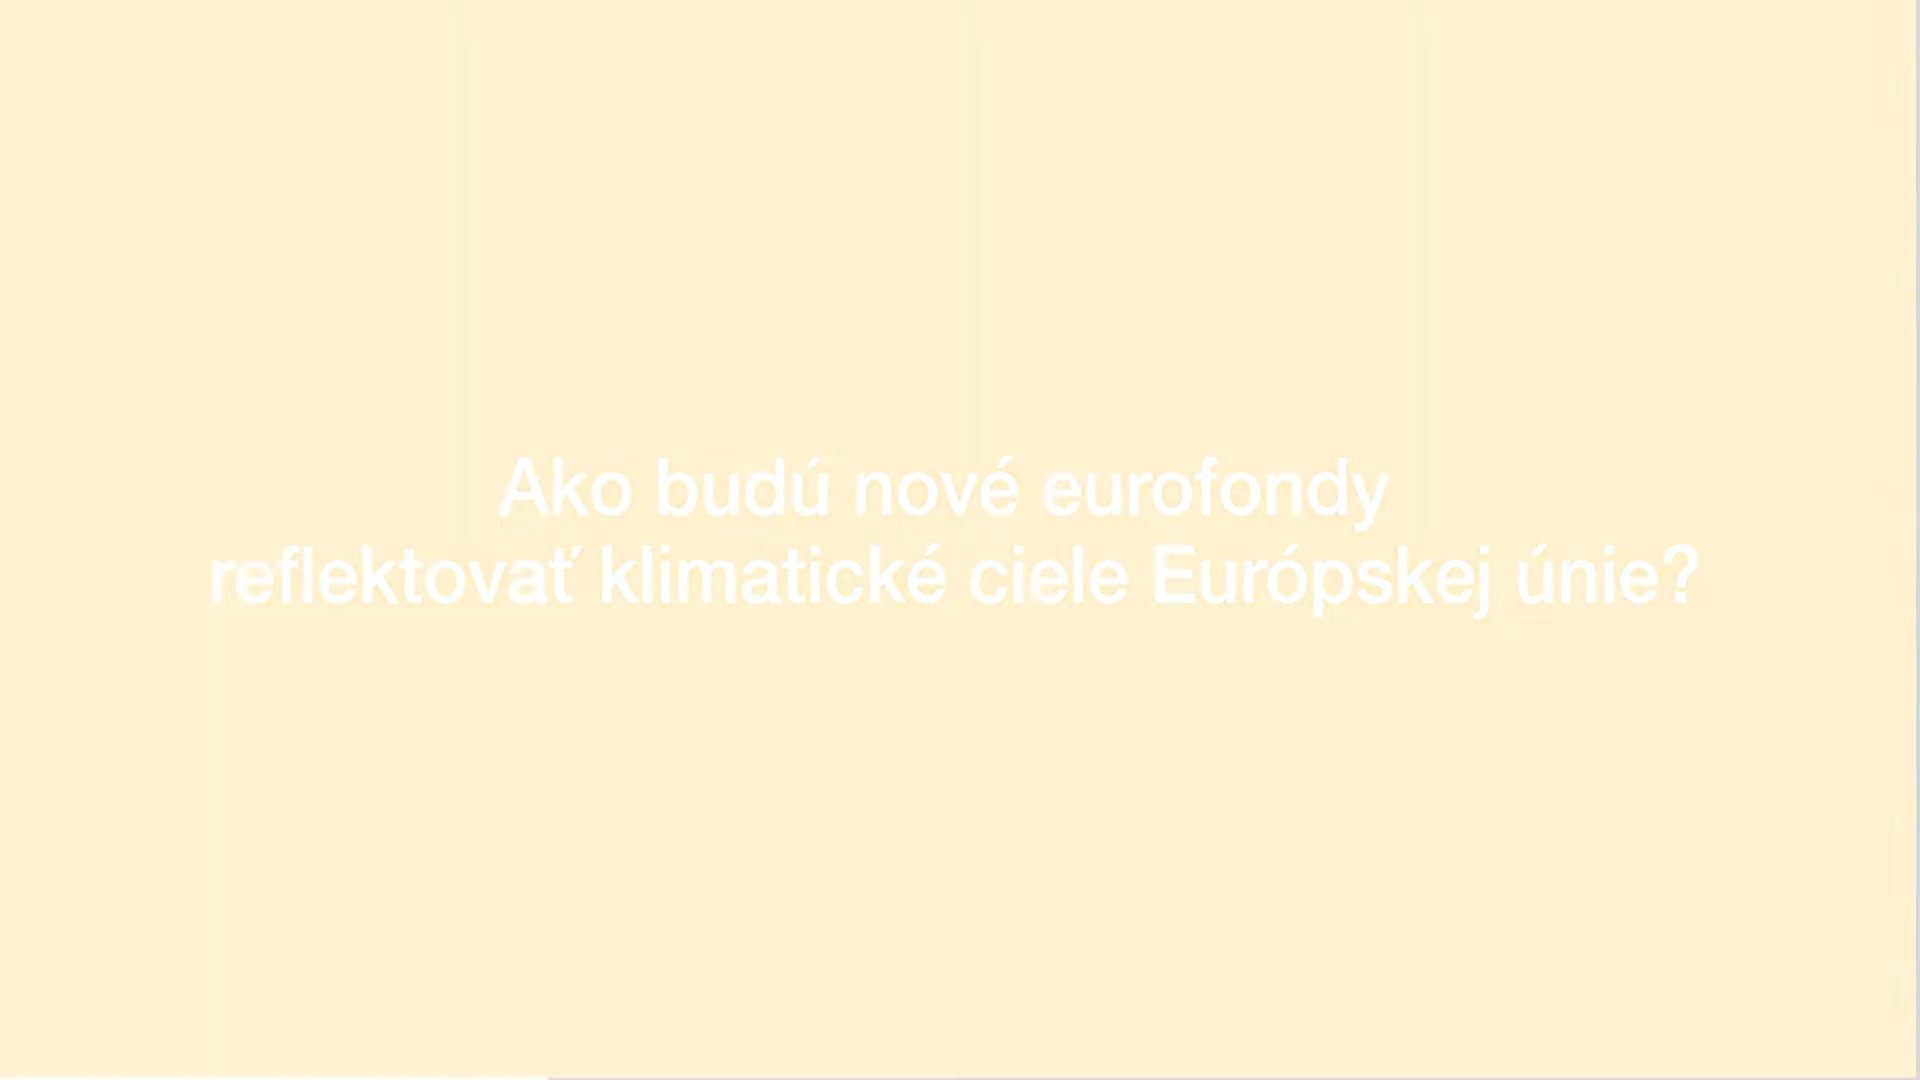 Ako budú nové eurofondy
reflektovať klimatické ciele Európskej únie?